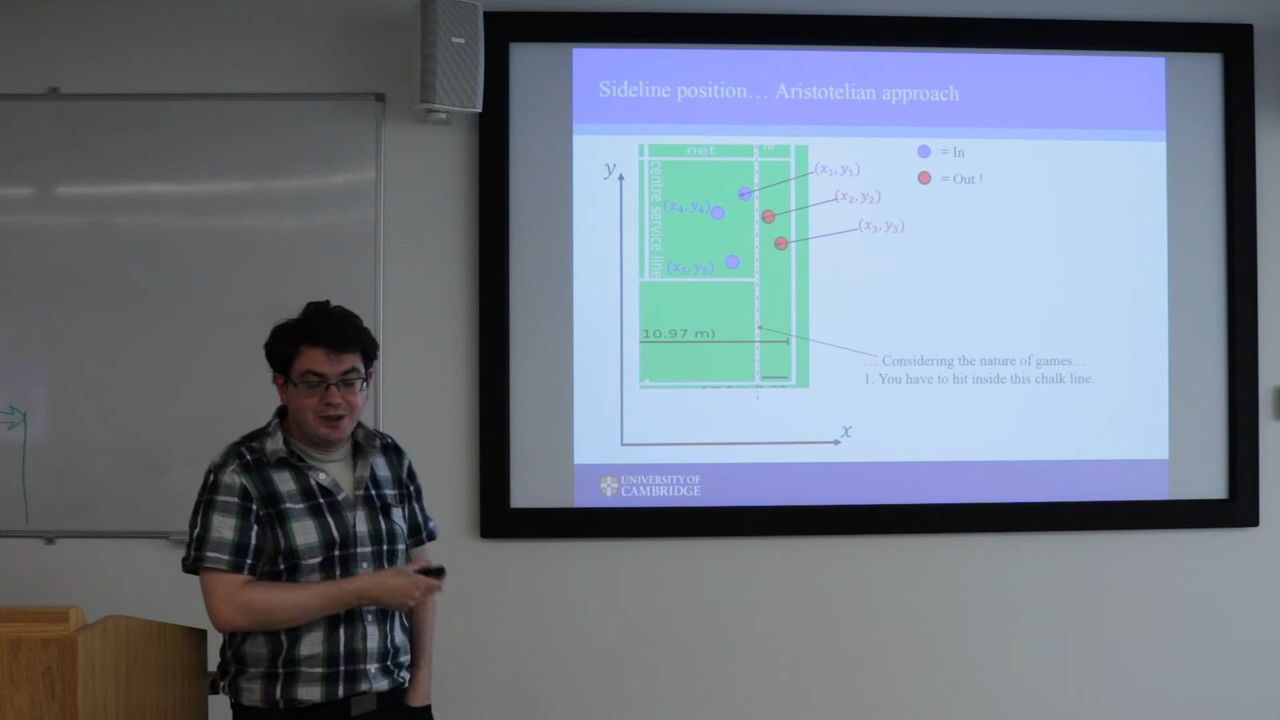 Sideline position… Aristotelian approach
y
net
centre service line
(x₁, y₁)
(x₂, y₂)
(x₃, y₃)
(x₄, y₄)
(x₅, y₅)
= In
= Out !
10.97 m)
… Considering the nature of games…
1. You have to hit inside this chalk line.
x
UNIVERSITY OF
CAMBRIDGE